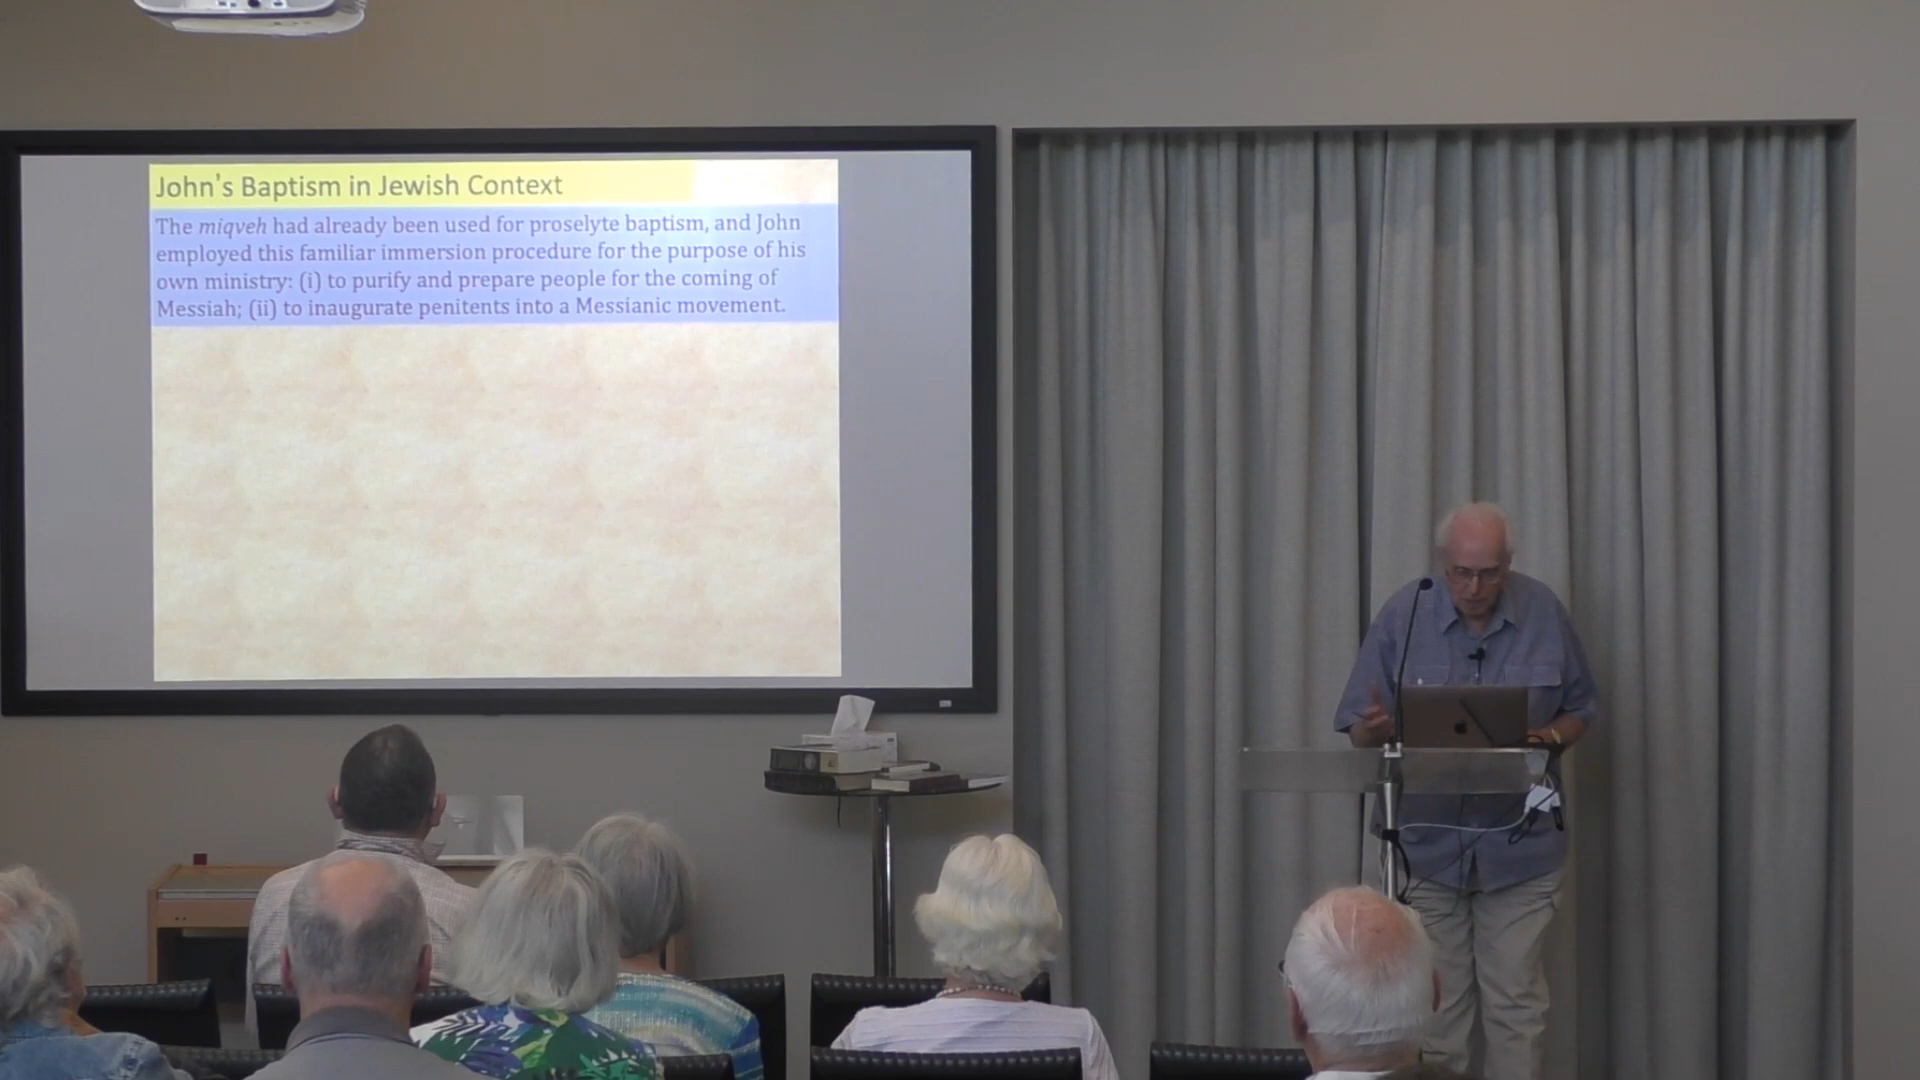 John's Baptism in Jewish Context
The miqveh had already been used for proselyte baptism, and John
employed this familiar immersion procedure for the purpose of his
own ministry: (i) to purify and prepare people for the coming of
Messiah; (ii) to inaugurate penitents into a Messianic movement.